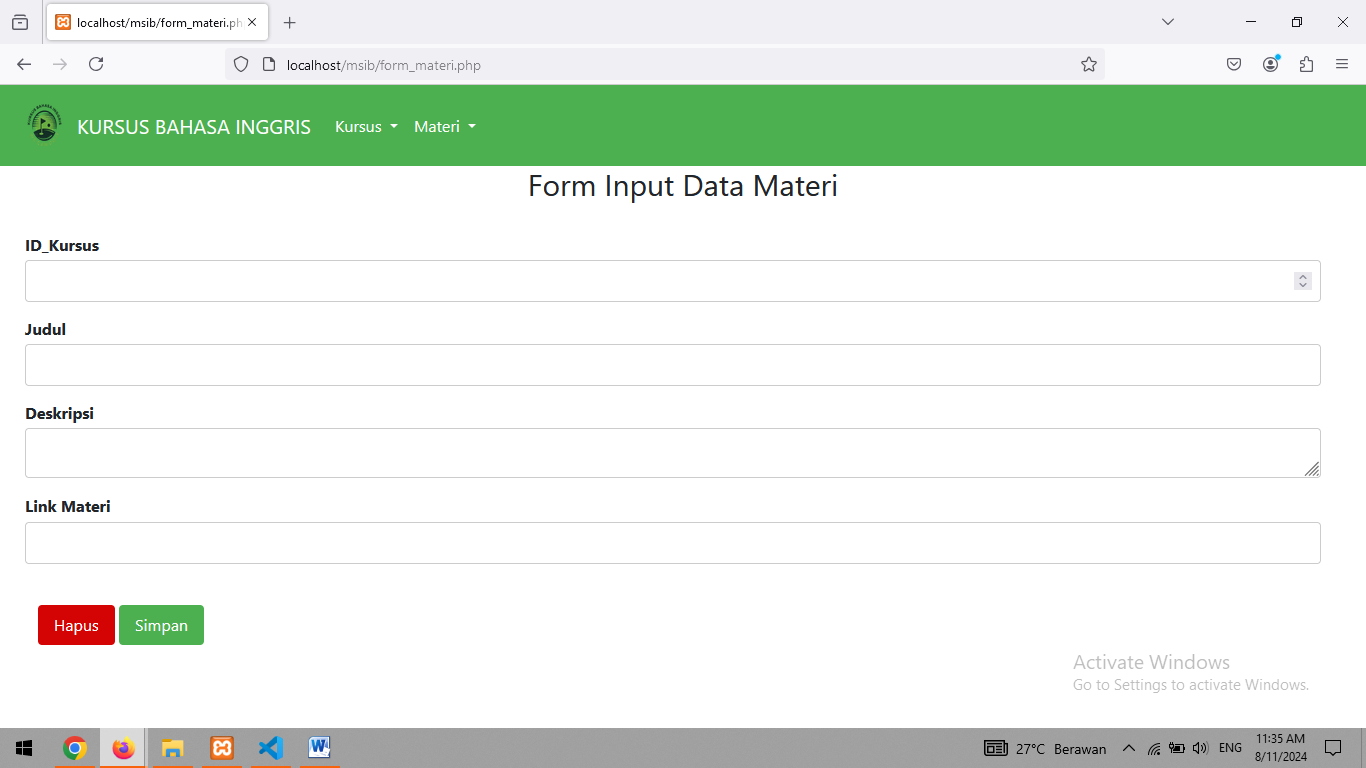 localhost/msib/form_materi.ph
localhost/msib/form_materi.php
KURSUS BAHASA INGGRIS Kursus Materi
Form Input Data Materi
ID_Kursus
Judul
Deskripsi
Link Materi
Hapus Simpan
Activate Windows
Go to Settings to activate Windows.
27°C Berawan ENG 11:35 AM
8/11/2024